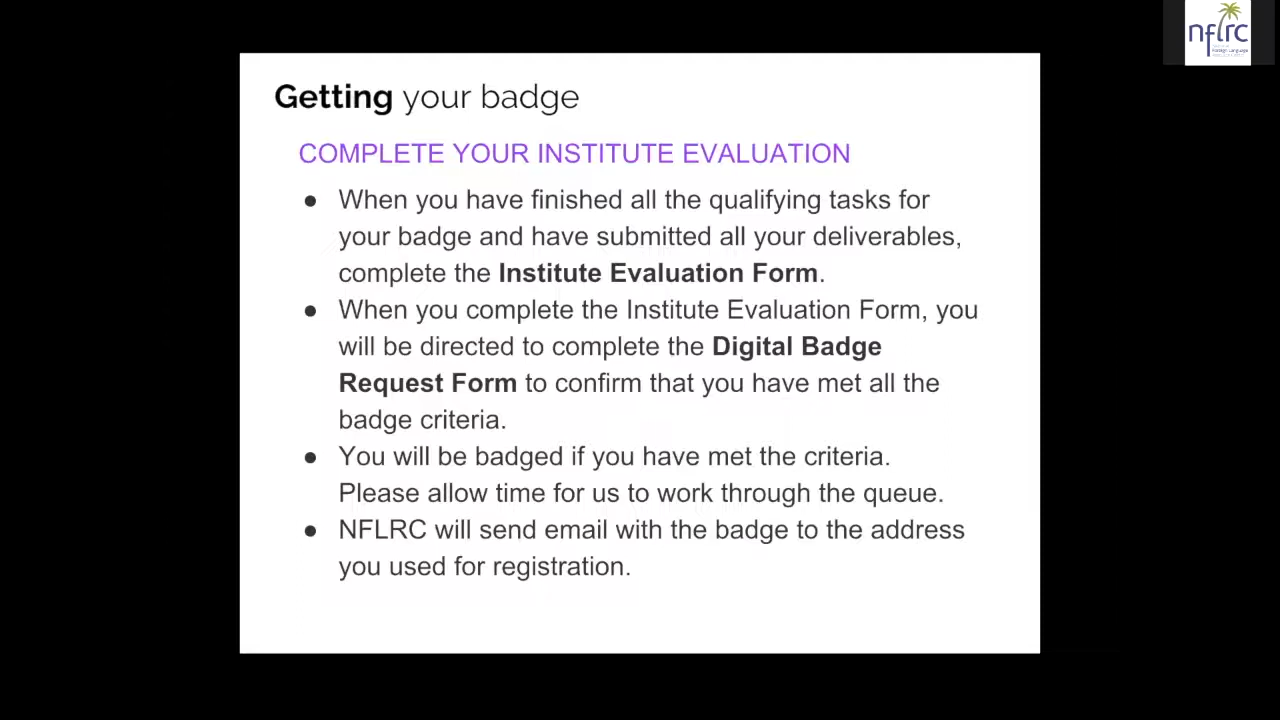 nflrc
Foreign Language
Getting your badge
COMPLETE YOUR INSTITUTE EVALUATION
● When you have finished all the qualifying tasks for
your badge and have submitted all your deliverables,
complete the Institute Evaluation Form.
● When you complete the Institute Evaluation Form, you
will be directed to complete the Digital Badge
Request Form to confirm that you have met all the
badge criteria.
● You will be badged if you have met the criteria.
Please allow time for us to work through the queue.
● NFLRC will send email with the badge to the address
you used for registration.